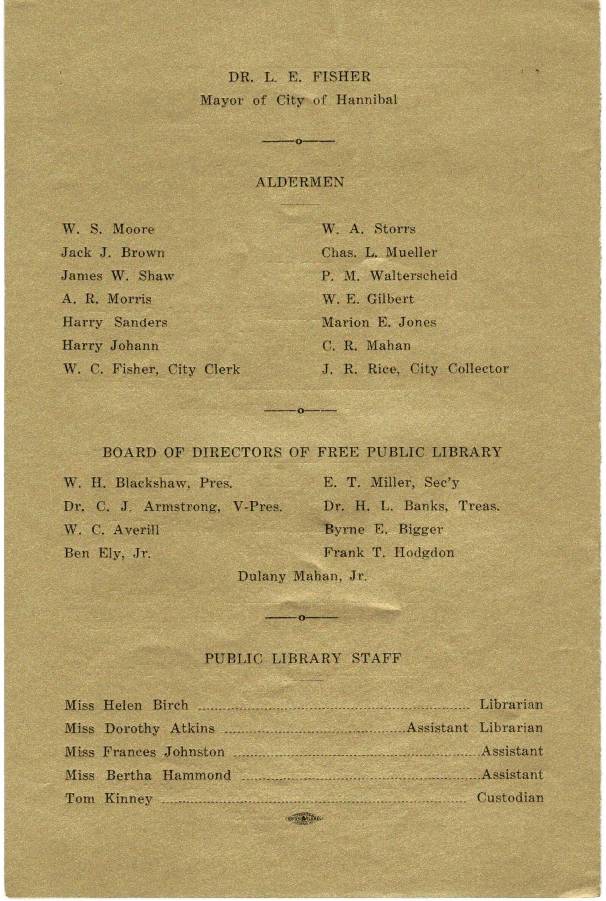 DR. L. E. FISHER
Mayor of City of Hannibal
ALDERMEN
W. S. Moore W. A. Storrs
Jack J. Brown Chas. L. Mueller
James W. Shaw P. M. Walterscheid
A. R. Morris W. E. Gilbert
Harry Sanders Marion E. Jones
Harry Johann C. R. Mahan
W. C. Fisher, City Clerk J. R. Rice, City Collector
BOARD OF DIRECTORS OF FREE PUBLIC LIBRARY
W. H. Blackshaw, Pres. E. T. Miller, Sec'y
Dr. C. J. Armstrong, V-Pres. Dr. H. L. Banks, Treas.
W. C. Averill Byrne E. Bigger
Ben Ely, Jr. Frank T. Hodgdon
Dulany Mahan, Jr.
PUBLIC LIBRARY STAFF
Miss Helen Birch Librarian
Miss Dorothy Atkins Assistant Librarian
Miss Frances Johnston Assistant
Miss Bertha Hammond Assistant
Tom Kinney Custodian